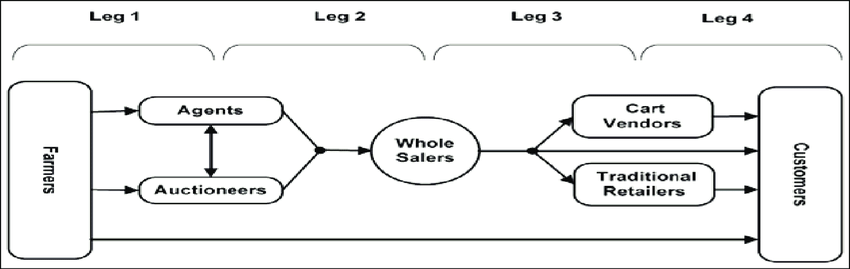 Leg 1
Leg 2
Leg 3
Leg 4
Farmers
Agents
Auctioneers
Whole
Salers
Cart
Vendors
Traditional
Retailers
Customers